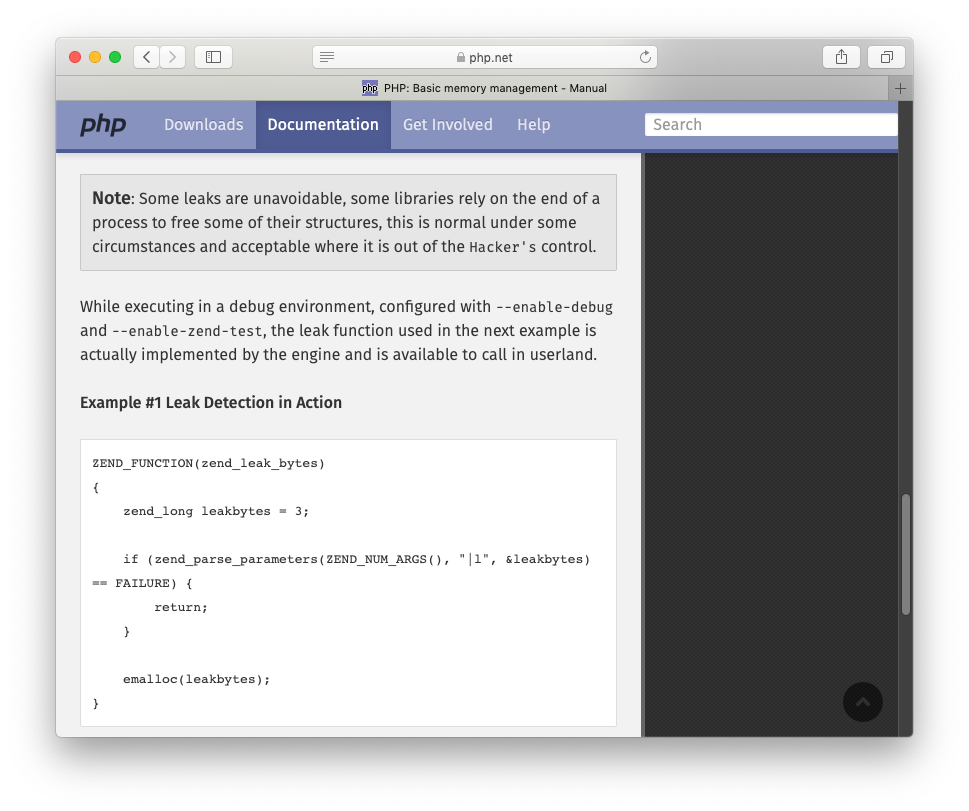 php.net
php PHP: Basic memory management - Manual
php Downloads Documentation Get Involved Help Search
Note: Some leaks are unavoidable, some libraries rely on the end of a
process to free some of their structures, this is normal under some
circumstances and acceptable where it is out of the Hacker's control.
While executing in a debug environment, configured with --enable-debug
and --enable-zend-test, the leak function used in the next example is
actually implemented by the engine and is available to call in userland.
Example #1 Leak Detection in Action
ZEND_FUNCTION(zend_leak_bytes)
{
    zend_long leakbytes = 3;
    if (zend_parse_parameters(ZEND_NUM_ARGS(), "|l", &leakbytes)
== FAILURE) {
        return;
    }
    emalloc(leakbytes);
}